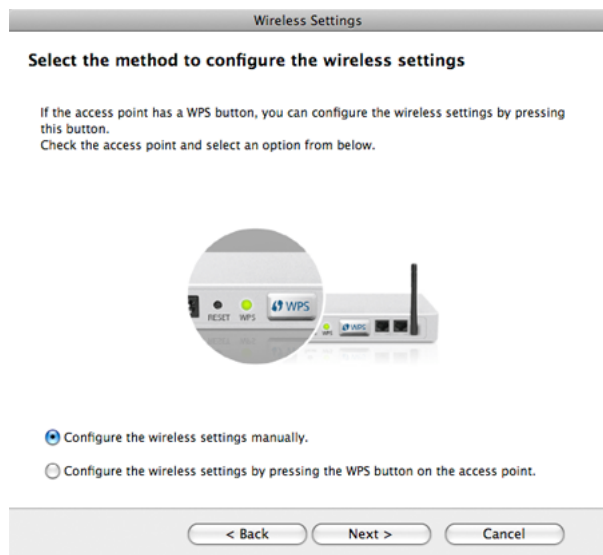 Wireless Settings
Select the method to configure the wireless settings
If the access point has a WPS button, you can configure the wireless settings by pressing
this button.
Check the access point and select an option from below.
RESET WPS WPS
WPS WPS
Configure the wireless settings manually.
Configure the wireless settings by pressing the WPS button on the access point.
< Back Next > Cancel